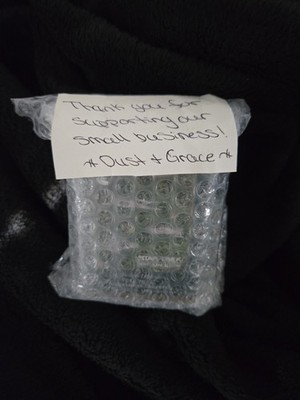 Thank you for
supporting our
small business!
☆ Dust + Grace ☆